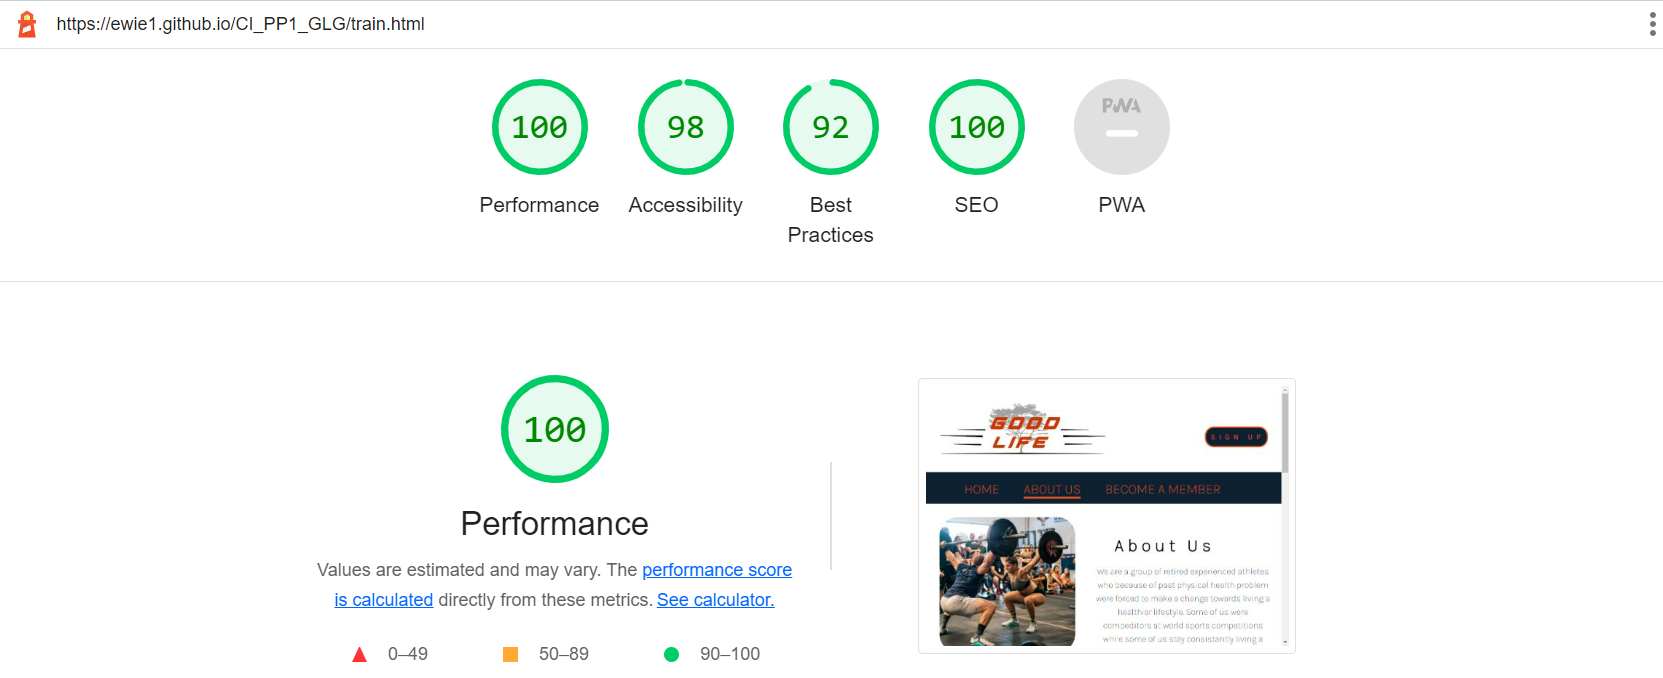 https://ewie1.github.io/CI_PP1_GLG/train.html
100
98
92
100
PWA
Performance
Accessibility
Best
Practices
SEO
PWA
100
Performance
Values are estimated and may vary. The performance score
is calculated directly from these metrics. See calculator.
0–49
50–89
90–100
GOOD
LIFE
SIGN UP
HOME
ABOUT US
BECOME A MEMBER
About Us
We are a group of retired experienced athletes
who because of past physical health problem
were forced to make a change towards living a
healthier lifestyle. Some of us were
competitors at world sports competitions
while some of us stay consistantly living a